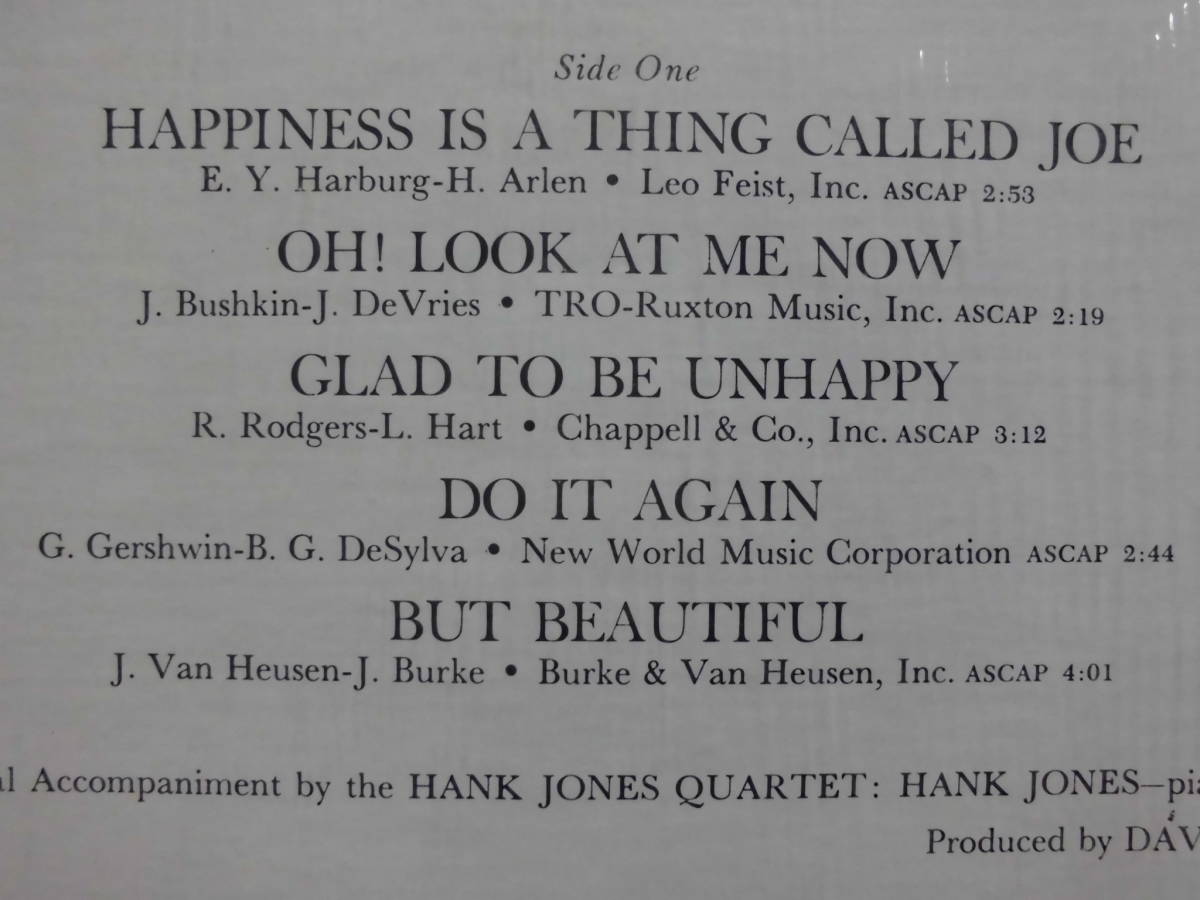 Side One
HAPPINESS IS A THING CALLED JOE
E. Y. Harburg-H. Arlen • Leo Feist, Inc. ASCAP 2:53
OH! LOOK AT ME NOW
J. Bushkin-J. DeVries • TRO-Ruxton Music, Inc. ASCAP 2:19
GLAD TO BE UNHAPPY
R. Rodgers-L. Hart • Chappell & Co., Inc. ASCAP 3:12
DO IT AGAIN
G. Gershwin-B. G. DeSylva • New World Music Corporation ASCAP 2:44
BUT BEAUTIFUL
J. Van Heusen-J. Burke • Burke & Van Heusen, Inc. ASCAP 4:01
Accompaniment by the HANK JONES QUARTET: HANK JONES—
Produced by